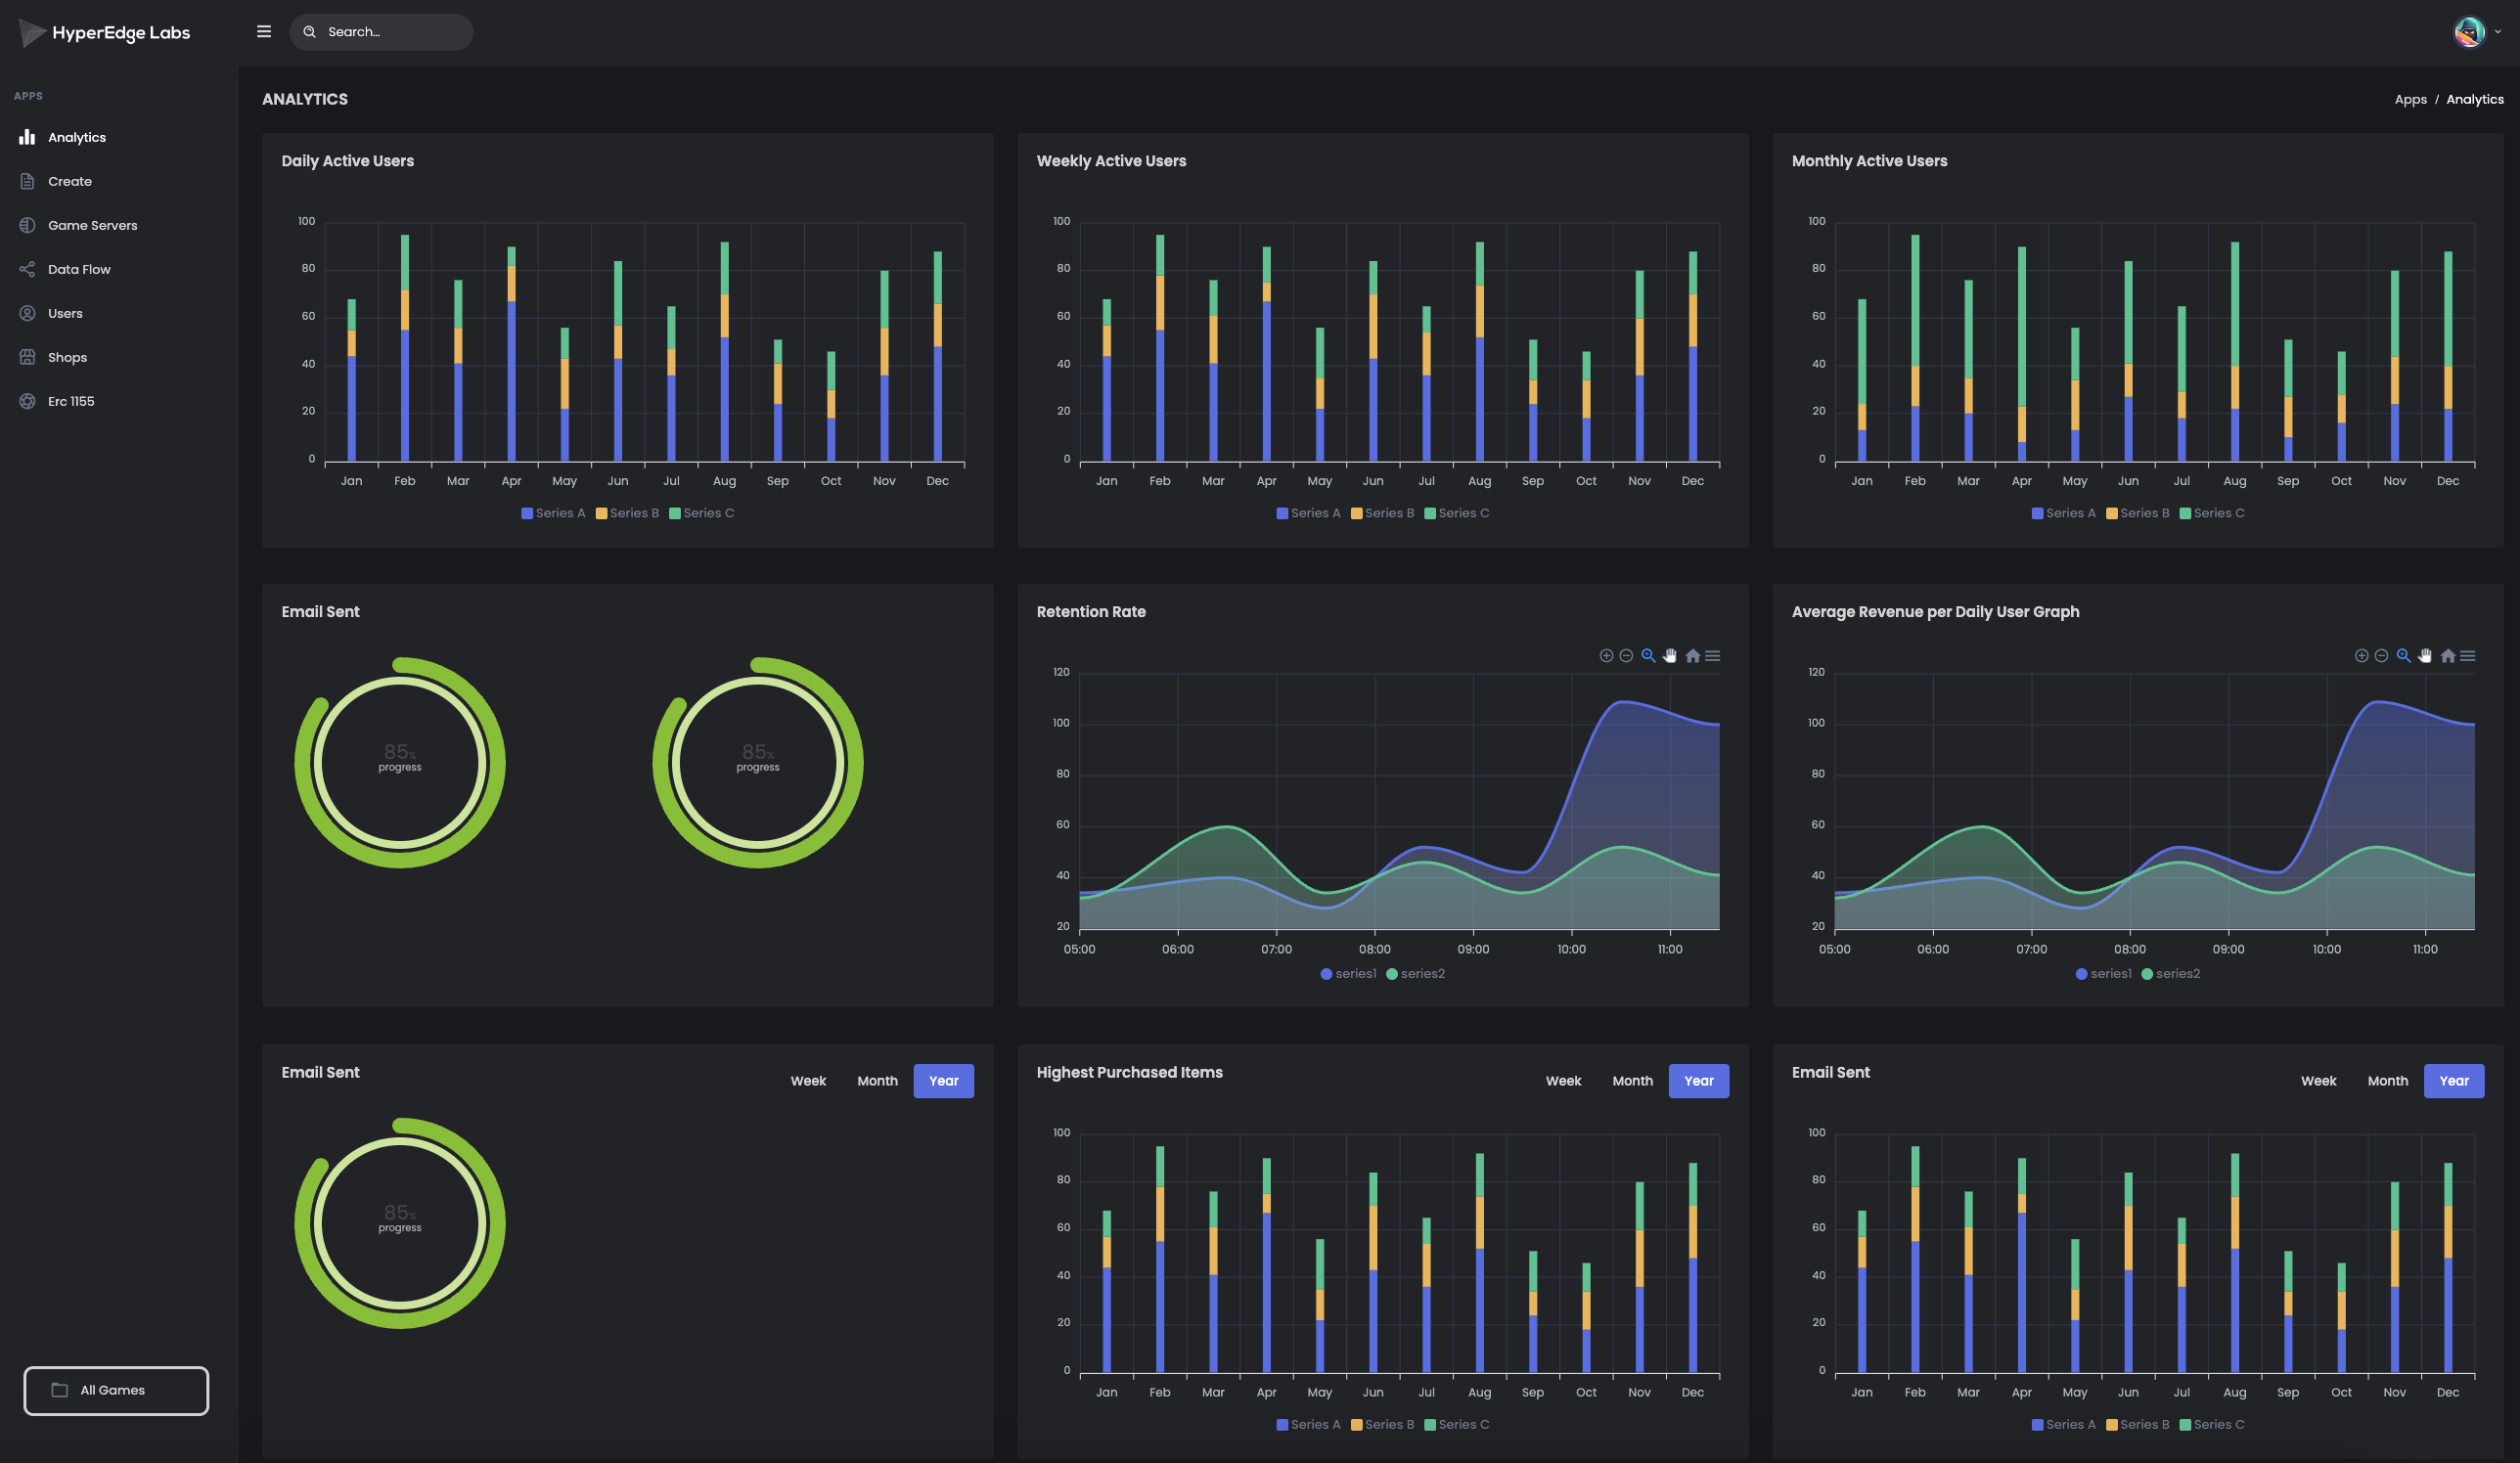 HyperEdge Labs
Search...
APPS
Analytics
Create
Game Servers
Data Flow
Users
Shops
Erc 1155
All Games
ANALYTICS
Apps / Analytics
Daily Active Users
100
80
60
40
20
0
Jan Feb Mar Apr May Jun Jul Aug Sep Oct Nov Dec
Series A Series B Series C
Weekly Active Users
100
80
60
40
20
0
Jan Feb Mar Apr May Jun Jul Aug Sep Oct Nov Dec
Series A Series B Series C
Monthly Active Users
100
80
60
40
20
0
Jan Feb Mar Apr May Jun Jul Aug Sep Oct Nov Dec
Series A Series B Series C
Email Sent
85%
progress
85%
progress
Retention Rate
120
100
80
60
40
20
05:00 06:00 07:00 08:00 09:00 10:00 11:00
series1 series2
Average Revenue per Daily User Graph
120
100
80
60
40
20
05:00 06:00 07:00 08:00 09:00 10:00 11:00
series1 series2
Email Sent
Week Month Year
85%
progress
Highest Purchased Items
Week Month Year
100
80
60
40
20
0
Jan Feb Mar Apr May Jun Jul Aug Sep Oct Nov Dec
Series A Series B Series C
Email Sent
Week Month Year
100
80
60
40
20
0
Jan Feb Mar Apr May Jun Jul Aug Sep Oct Nov Dec
Series A Series B Series C